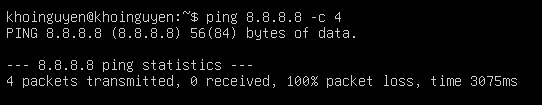 khoinguyen@khoinguyen:~$ ping 8.8.8.8 -c 4
PING 8.8.8.8 (8.8.8.8) 56(84) bytes of data.
--- 8.8.8.8 ping statistics ---
4 packets transmitted, 0 received, 100% packet loss, time 3075ms